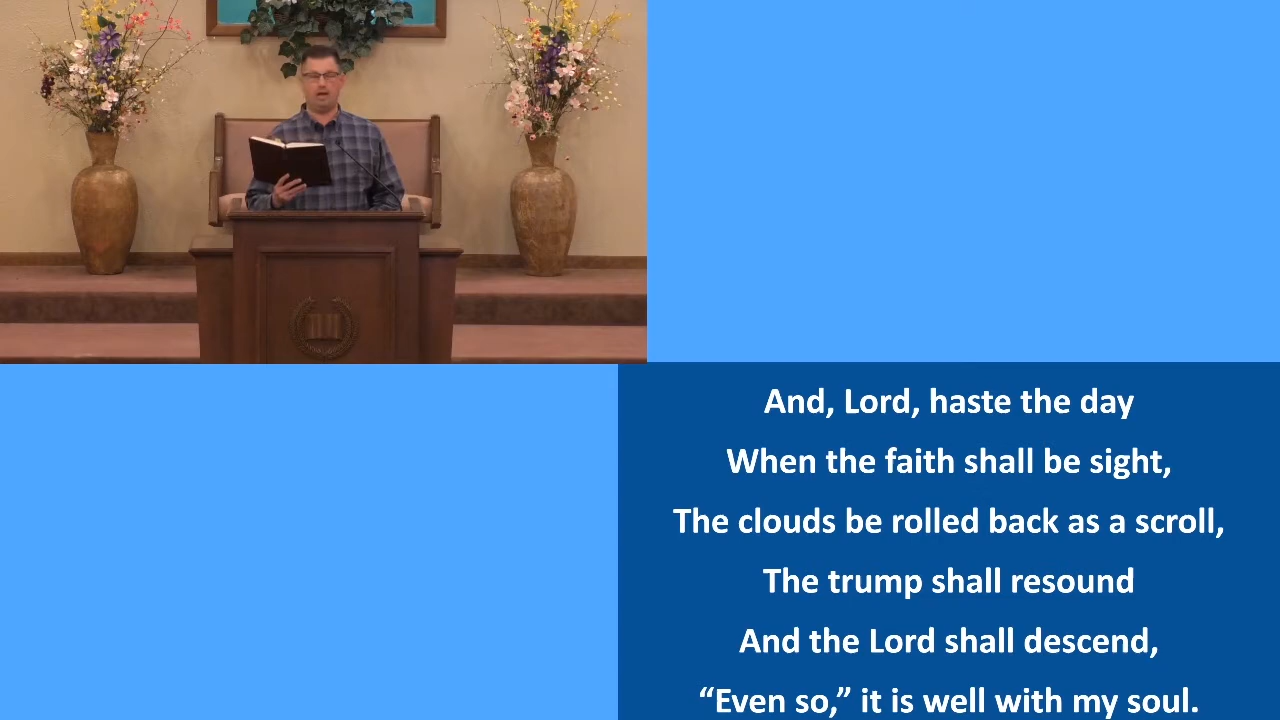 And, Lord, haste the day
When the faith shall be sight,
The clouds be rolled back as a scroll,
The trump shall resound
And the Lord shall descend,
“Even so,” it is well with my soul.